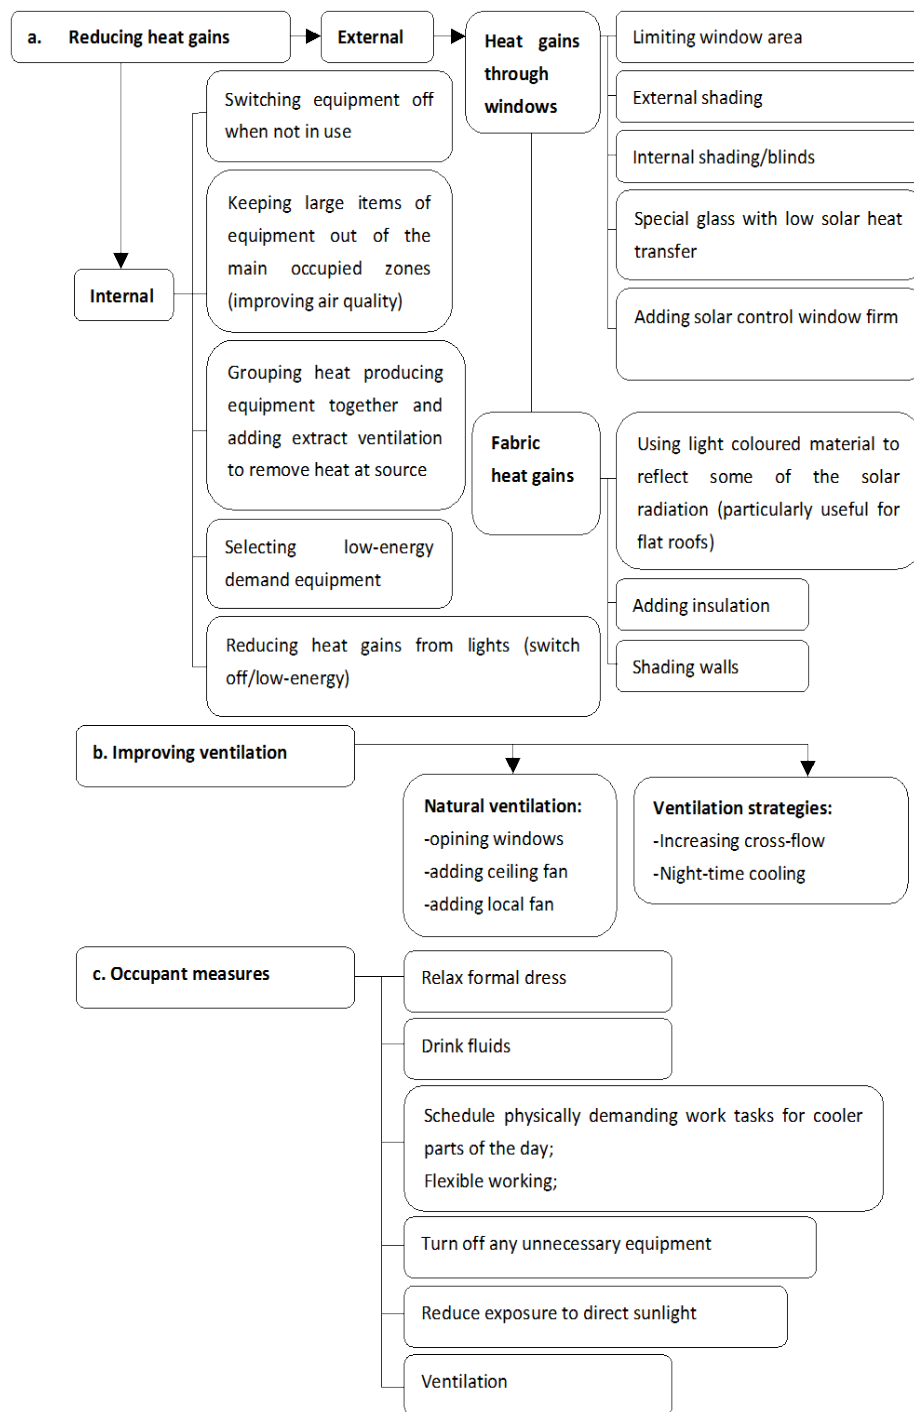 a. Reducing heat gains
External
Heat gains
through
windows
Limiting window area
External shading
Internal shading/blinds
Special glass with low solar heat
transfer
Adding solar control window firm
Internal
Switching equipment off
when not in use
Keeping large items of
equipment out of the
main occupied zones
(improving air quality)
Grouping heat producing
equipment together and
adding extract ventilation
to remove heat at source
Selecting low-energy
demand equipment
Reducing heat gains from lights (switch
off/low-energy)
Fabric
heat gains
Using light coloured material to
reflect some of the solar
radiation (particularly useful for
flat roofs)
Adding insulation
Shading walls
b. Improving ventilation
Natural ventilation:
-opining windows
-adding ceiling fan
-adding local fan
Ventilation strategies:
-Increasing cross-flow
-Night-time cooling
c. Occupant measures
Relax formal dress
Drink fluids
Schedule physically demanding work tasks for cooler
parts of the day;
Flexible working;
Turn off any unnecessary equipment
Reduce exposure to direct sunlight
Ventilation